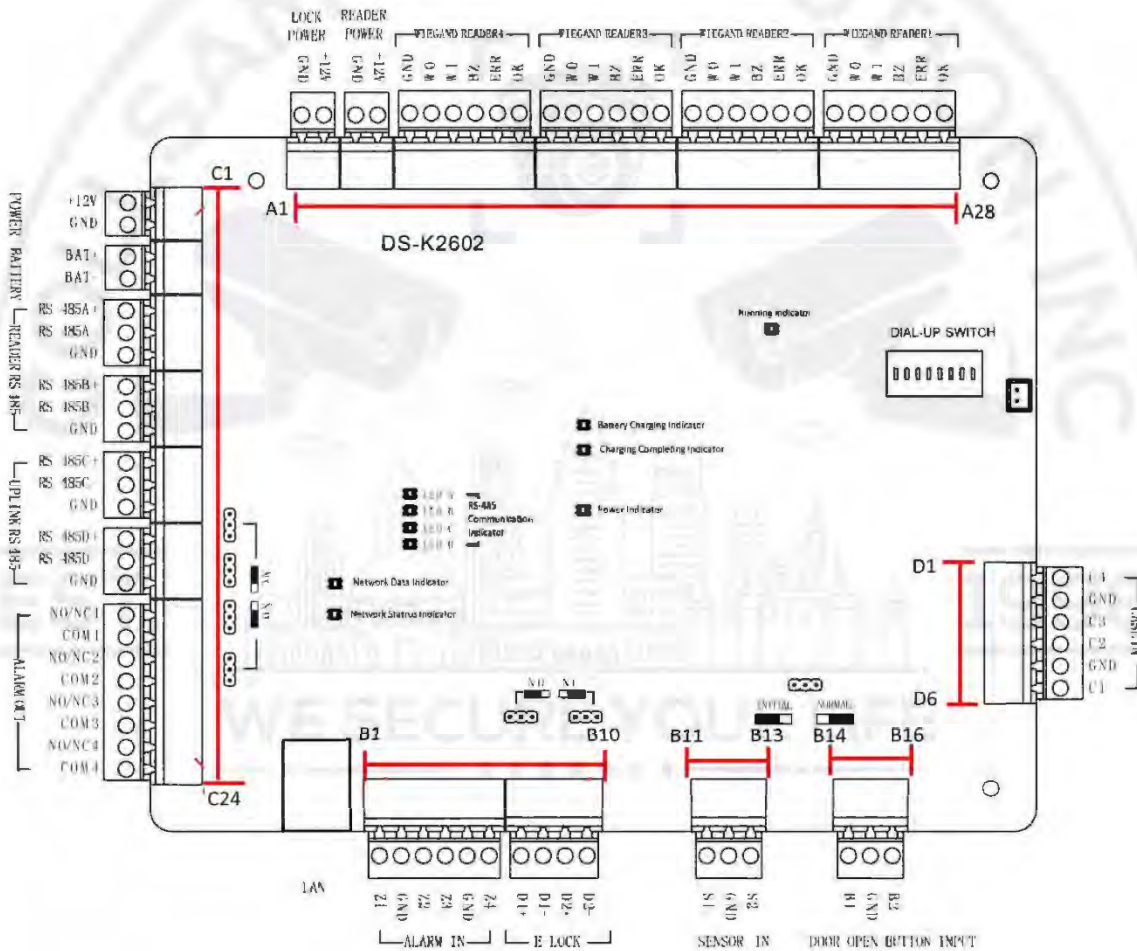 LOCK POWER
READER POWER
WIEGAND READER4
WIEGAND READER3
WIEGAND READER2
WIEGAND READER1
GND +12V
GND +12V
GND W0 W1 BZ ERR OK
GND W0 W1 BZ ERR OK
GND W0 W1 BZ ERR OK
GND W0 W1 BZ ERR OK
C1
A1
A28
DS-K2602
POWER
+12V
GND
BATTERY
BAT+
BAT-
READER RS 485
RS 485A+
RS 485A
GND
RS 485B+
RS 485B-
GND
UPLINK RS 485
RS 485C+
RS 485C
GND
RS 485D+
RS 485D
GND
ALARM OUT
NO/NC1
COM1
NO/NC2
COM2
NO/NC3
COM3
NO/NC4
COM4
C24
Running Indicator
DIAL-UP SWITCH
Battery Charging Indicator
Charging Completing Indicator
RS-485 Communication Indicator
Power Indicator
Network Data Indicator
Network Statrus Indicator
D1
C4
GND
C3
C2
GND
C1
D6
INITIAL
NORMAL
WE SECURE YOU
B1
B10
B11
B13
B14
B16
LAN
Z1 GND Z2 Z3 GND Z4
D1+ D1- D2+ D2-
S1 GND S2
B1 GND B2
ALARM IN
E LOCK
SENSOR IN
DOOR OPEN BUTTON INPUT